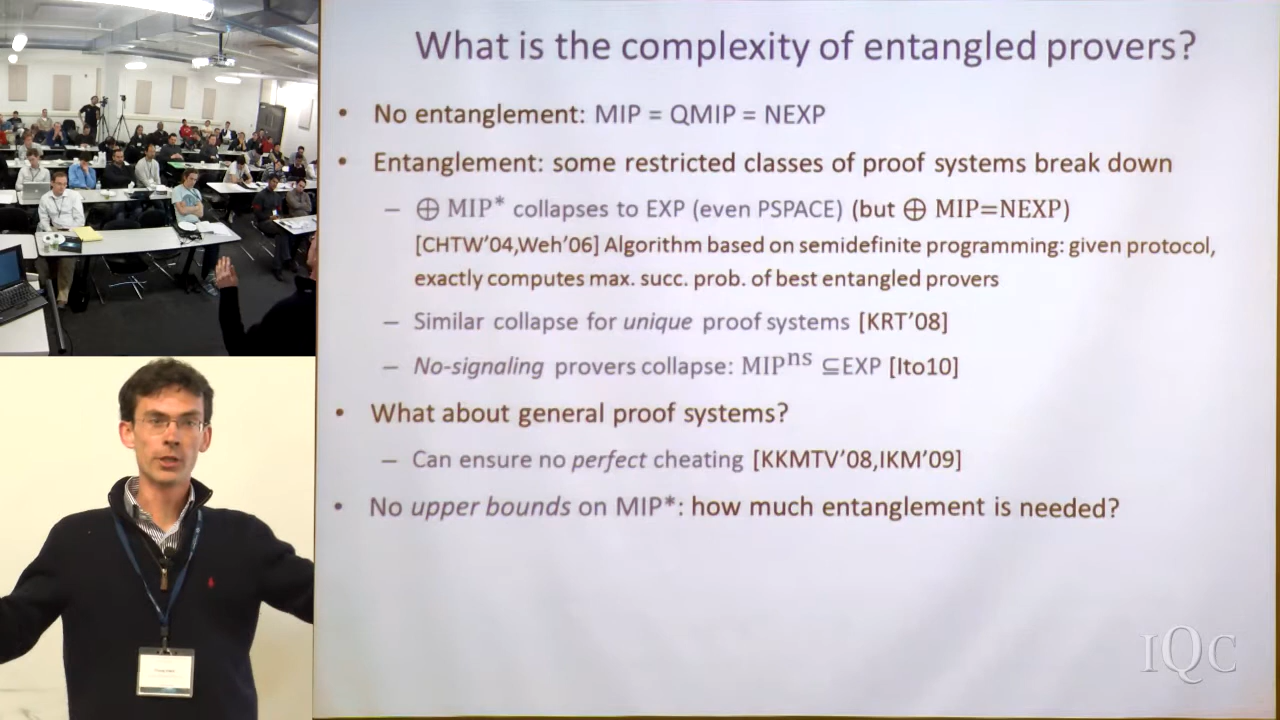 What is the complexity of entangled provers?
• No entanglement: MIP = QMIP = NEXP
• Entanglement: some restricted classes of proof systems break down
– ⊕ MIP* collapses to EXP (even PSPACE) (but ⊕ MIP=NEXP)
[CHTW'04,Weh'06] Algorithm based on semidefinite programming: given protocol,
exactly computes max. succ. prob. of best entangled provers
– Similar collapse for unique proof systems [KRT'08]
– No-signaling provers collapse: MIPⁿˢ ⊆EXP [Ito10]
• What about general proof systems?
– Can ensure no perfect cheating [KKMTV'08,IKM'09]
• No upper bounds on MIP*: how much entanglement is needed?
IQC